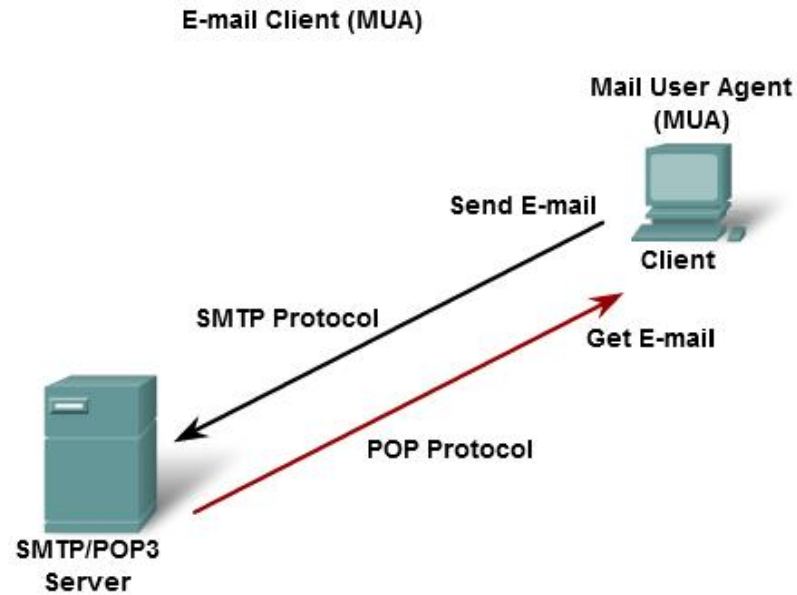 E-mail Client (MUA)
Mail User Agent
(MUA)
Send E-mail
Client
SMTP Protocol
Get E-mail
POP Protocol
SMTP/POP3
Server